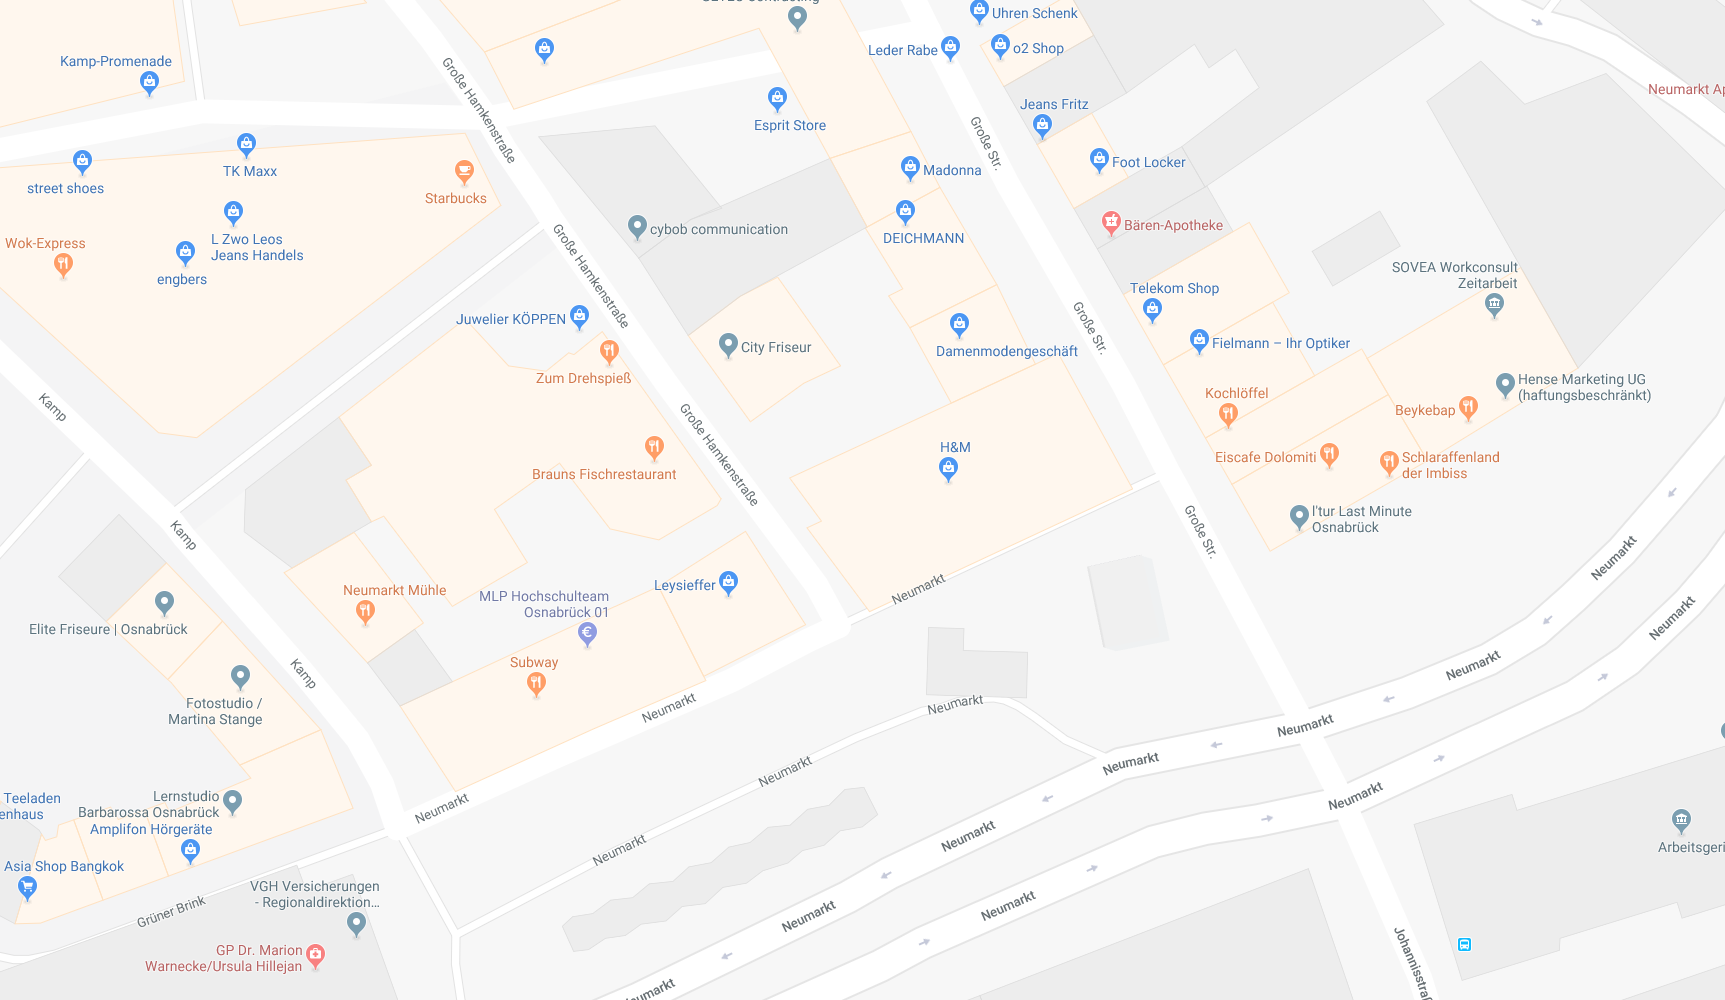 Uhren Schenk
Leder Rabe
o2 Shop
Kamp-Promenade
Große Hamkenstraße
Neumarkt
Jeans Fritz
Esprit Store
Große Str.
TK Maxx
street shoes
Starbucks
Madonna
Foot Locker
cybob communication
DEICHMANN
Bären-Apotheke
L Zwo Leos
Jeans Handels
Wok-Express
engbers
Große Hamkenstraße
SOVEA Workconsult
Zeitarbeit
Telekom Shop
Juwelier KÖPPEN
Große Str.
City Friseur
Damenmodengeschäft
Fielmann – Ihr Optiker
Zum Drehspieß
Hense Marketing UG
(haftungsbeschränkt)
Kochlöffel
Beykebap
Kamp
Große Hamkenstraße
H&M
Eiscafe Dolomiti
Schlaraffenland
der Imbiss
Brauns Fischrestaurant
l'tur Last Minute
Osnabrück
Große Str.
Kamp
Neumarkt
Neumarkt
Leysieffer
Neumarkt Mühle
MLP Hochschulteam
Osnabrück 01
Elite Friseure | Osnabrück
Neumarkt
Subway
Kamp
Neumarkt
Neumarkt
Neumarkt
Fotostudio /
Martina Stange
Neumarkt
Neumarkt
Neumarkt
Neumarkt
Teeladen
Lernstudio
Barbarossa Osnabrück
Neumarkt
Amplifon Hörgeräte
Neumarkt
Neumarkt
Asia Shop Bangkok
VGH Versicherungen
- Regionaldirektion...
Grüner Brink
Neumarkt
Neumarkt
GP Dr. Marion
Warnecke/Ursula Hillejan